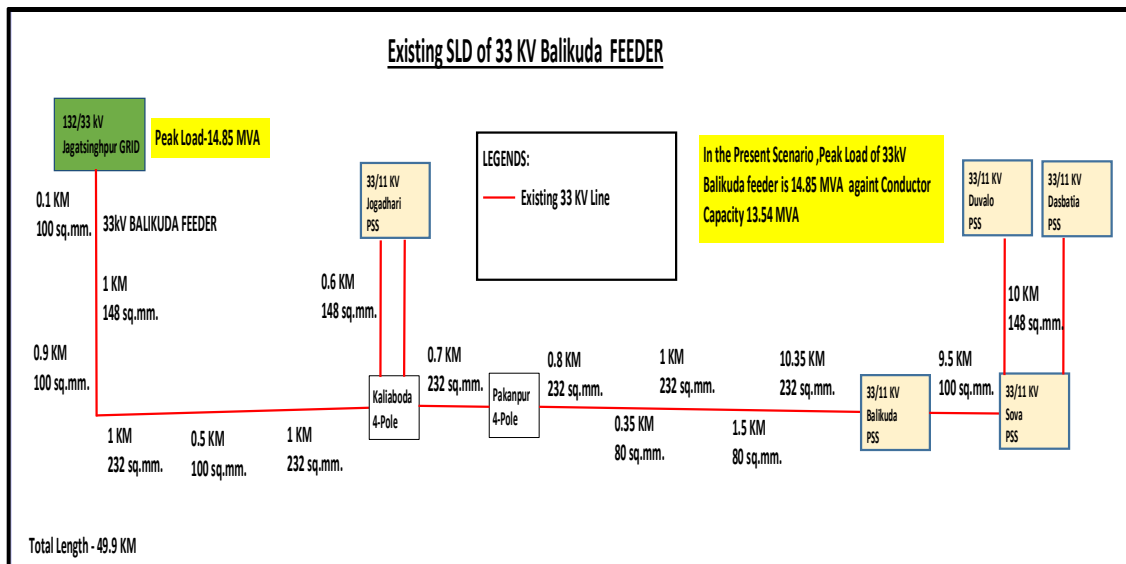 Existing SLD of 33 KV Balikuda FEEDER
132/33 kV
Jagatsinghpur GRID
Peak Load-14.85 MVA
LEGENDS:
Existing 33 KV Line
In the Present Scenario ,Peak Load of 33kV
Balikuda feeder is 14.85 MVA againt Conductor
Capacity 13.54 MVA
33/11 KV
Jogadhari
PSS
33/11 KV
Duvalo
PSS
33/11 KV
Dasbatia
PSS
0.1 KM
100 sq.mm.
33kV BALIKUDA FEEDER
1 KM
148 sq.mm.
0.6 KM
148 sq.mm.
10 KM
148 sq.mm.
0.9 KM
100 sq.mm.
0.7 KM
232 sq.mm.
0.8 KM
232 sq.mm.
1 KM
232 sq.mm.
10.35 KM
232 sq.mm.
9.5 KM
100 sq.mm.
Kaliaboda
4-Pole
Pakanpur
4-Pole
33/11 KV
Balikuda
PSS
33/11 KV
Sova
PSS
1 KM
232 sq.mm.
0.5 KM
100 sq.mm.
1 KM
232 sq.mm.
0.35 KM
80 sq.mm.
1.5 KM
80 sq.mm.
Total Length - 49.9 KM